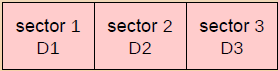 sector 1 sector 2 sector 3
D1 D2 D3